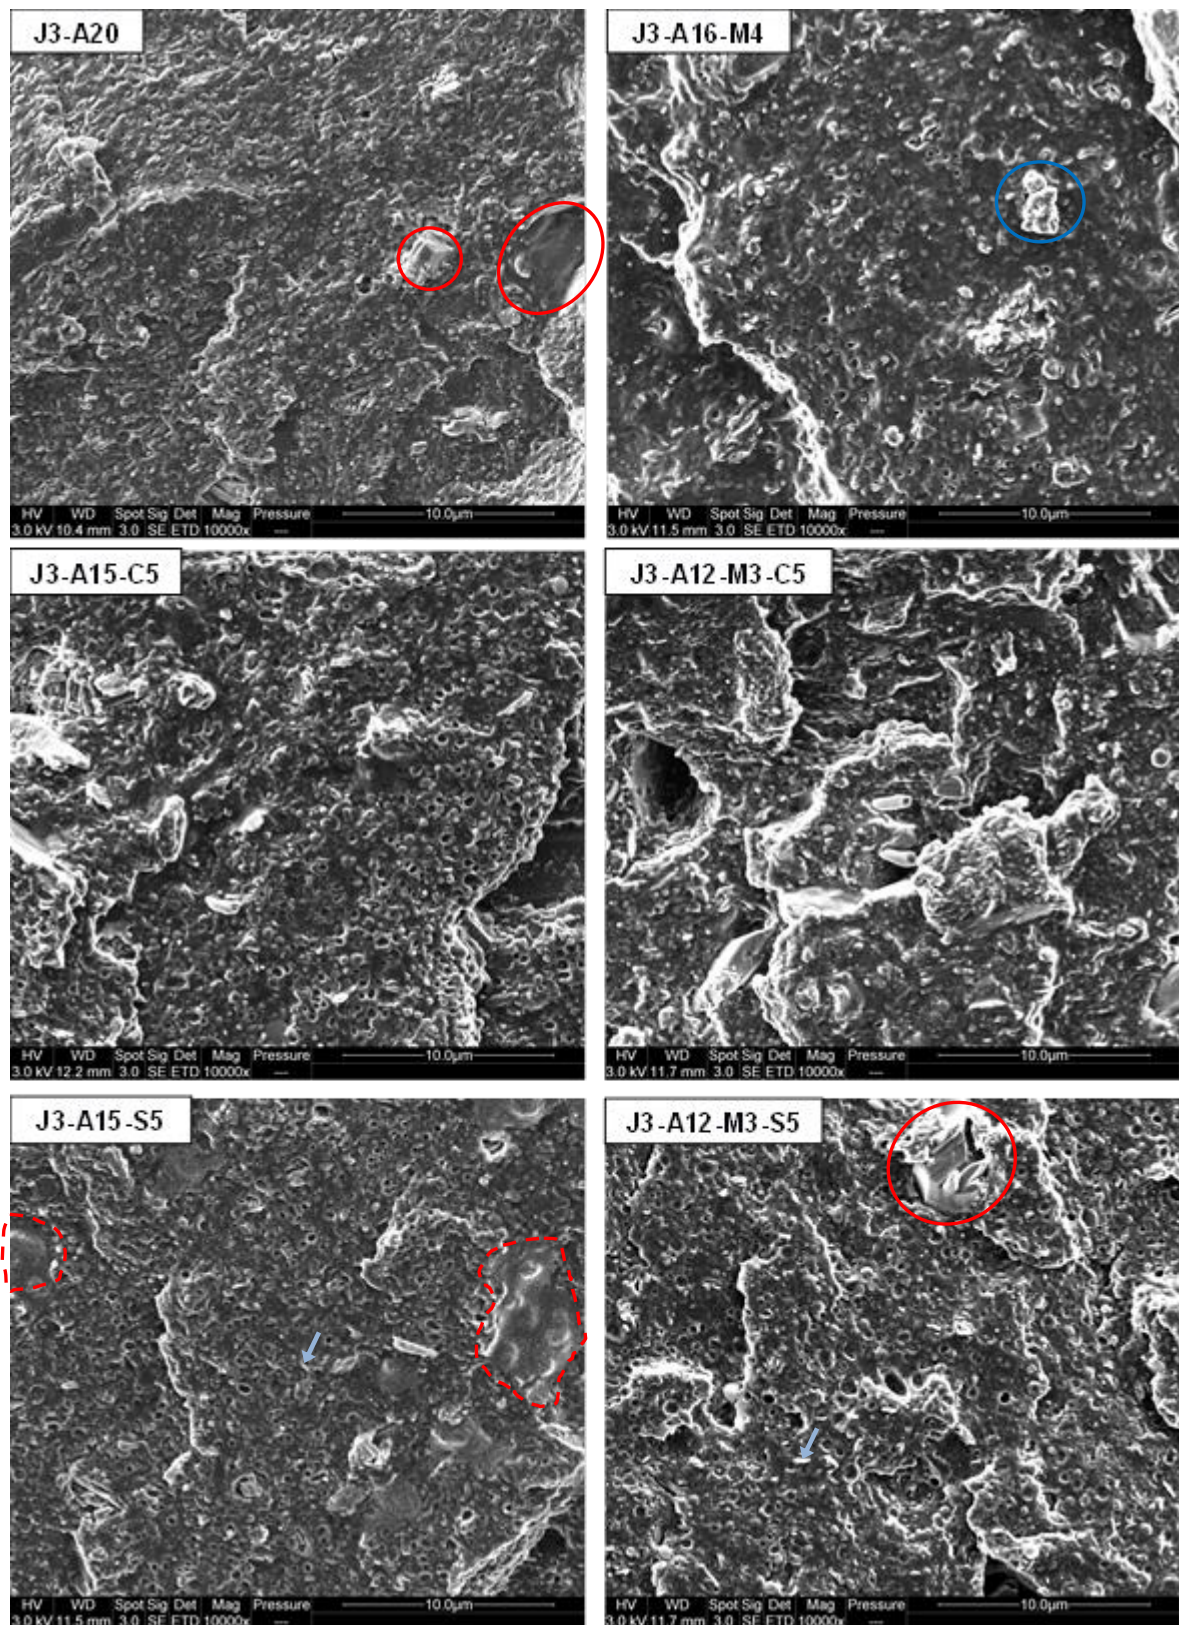 J3-A20
HV WD Spot Sig Det Mag Pressure 10.0µm
3.0 kV 10.4 mm 3.0 SE ETD 10000x ---
J3-A16-M4
HV WD Spot Sig Det Mag Pressure 10.0µm
3.0 kV 11.5 mm 3.0 SE ETD 10000x ---
J3-A15-C5
HV WD Spot Sig Det Mag Pressure 10.0µm
3.0 kV 12.2 mm 3.0 SE ETD 10000x ---
J3-A12-M3-C5
HV WD Spot Sig Det Mag Pressure 10.0µm
3.0 kV 11.7 mm 3.0 SE ETD 10000x ---
J3-A15-S5
HV WD Spot Sig Det Mag Pressure 10.0µm
3.0 kV 11.5 mm 3.0 SE ETD 10000x ---
J3-A12-M3-S5
HV WD Spot Sig Det Mag Pressure 10.0µm
3.0 kV 11.7 mm 3.0 SE ETD 10000x ---